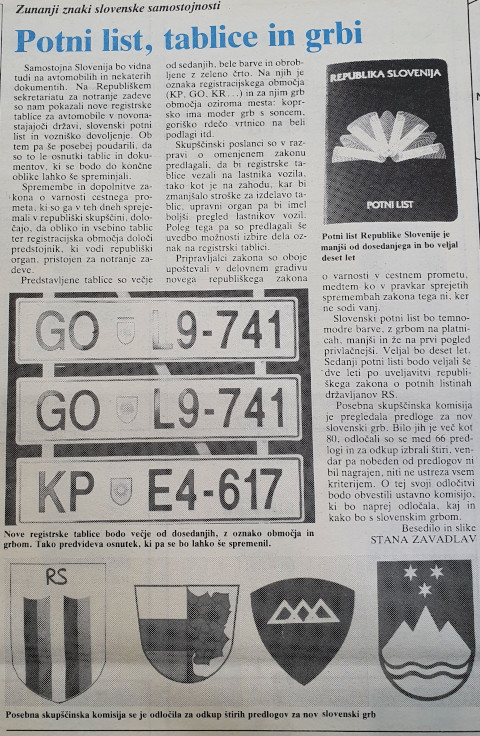 Zunanji znaki slovenske samostojnosti
Potni list, tablice in grbi
Samostojna Slovenija bo vidna
tudi na avtomobilih in nekaterih
dokumentih. Na Republiškem
sekretariatu za notranje zadeve
so nam pokazali nove registrske
tablice za avtomobile v novona-
stajajoči državi, slovenski potni
list in vozniško dovoljenje. Ob
tem pa še posebej poudarili, da
so to le osnutki tablic in doku-
mentov, ki se bodo do končne
oblike lahko še spreminjali.
Spremembe in dopolnitve za-
kona o varnosti cestnega prome-
ta, ki so ga v teh dneh spreje-
mali v republiški skupščini, dolo-
čajo, da obliko in vsebino tablic
ter registracijska območja določi
predstojnik, ki vodi republiški
organ, pristojen za notranje za-
deve.
Predstavljene tablice so večje
od sedanjih, bele barve in obrob-
ljene z zeleno črto. Na njih je
oznaka registracijskega območja
(KP, GO, KR...) in za njim grb
območja oziroma mesta: kopr-
sko ima moder grb s soncem,
goriško rdečo vrtnico na beli
podlagi itd.
Skupščinski poslanci so v raz-
pravi o omenjenem zakonu
predlagali, da bi registrske tab-
lice vezali na lastnika vozila,
tako kot je na zahodu, kar bi
zmanjšalo stroške za izdelavo ta-
blic, upravni organ pa bi imel
boljši pregled lastnikov vozil.
Poleg tega pa so predlagali še
uvedbo možnosti izbire dela oz-
nak na registrski tablici.
Pripravljalci zakona so oboje
upoštevali v delovnem gradivu
novega republiškega zakona
REPUBLIKA SLOVENIJA
POTNI LIST
Potni list Republike Slovenije je
manjši od dosedanjega in bo veljal
deset let
o varnosti v cestnem prometu,
medtem ko v pravkar sprejetih
spremembah zakona tega ni, ker
ne sodi vanj.
Slovenski potni list bo temno-
modre barve, z grbom na platni-
cah, manjši in že na prvi pogled
privlačnejši. Veljal bo deset let.
Sedanji potni listi bodo veljali še
dve leti po uveljavitvi republi-
škega zakona o potnih listinah
državljanov RS.
Posebna skupščinska komisija
je pregledala predloge za nov
slovenski grb. Bilo jih je več kot
80, odločali so se med 66 pred-
logi in za odkup izbrali štiri, ven-
dar pa nobeden od predlogov ni
bil nagrajen, niti ne ustreza vsem
kriterijem. O tej svoji odločitvi
bodo obvestili ustavno komisijo,
ki bo naprej odločala, kaj in
kako bo s slovenskim grbom.
Besedilo in slike
STANA ZAVADLAV
GO L9-741
GO L9-741
KP E4-617
Nove registrske tablice bodo večje od dosedanjih, z oznako območja in
grbom. Tako predvideva osnutek, ki pa se bo lahko še spremenil.
RS
Posebna skupščinska komisija se je odločila za odkup štirih predlogov za nov slovenski grb